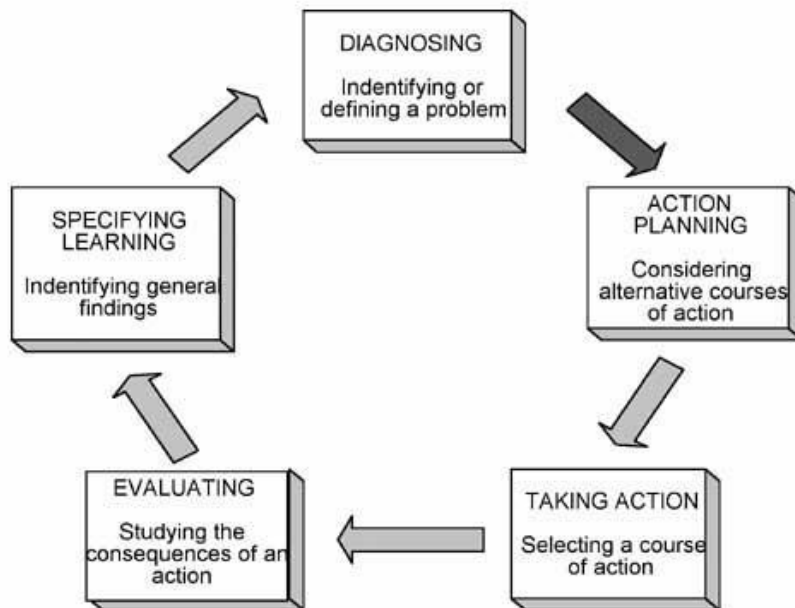 DIAGNOSING
Indentifying or
defining a problem
ACTION
PLANNING
Considering
alternative courses
of action
TAKING ACTION
Selecting a course
of action
EVALUATING
Studying the
consequences of an
action
SPECIFYING
LEARNING
Indentifying general
findings